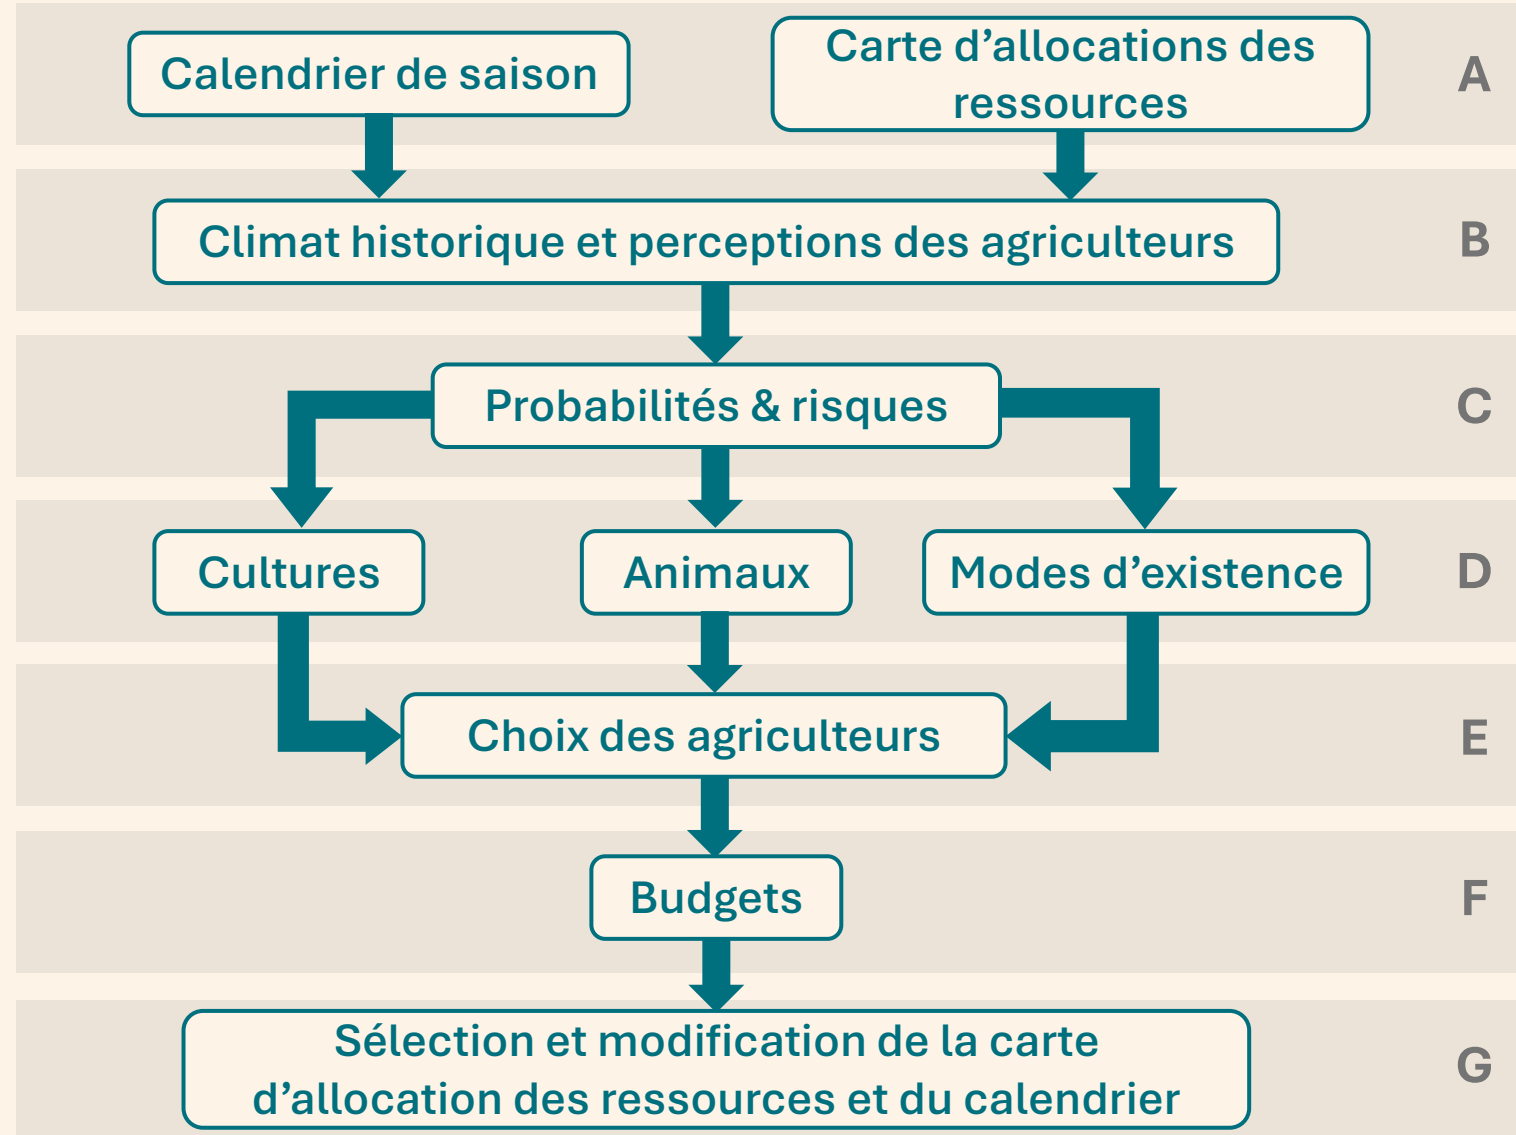 Calendrier de saison
Carte d’allocations des
ressources
A
Climat historique et perceptions des agriculteurs
B
Probabilités & risques
C
Cultures
Animaux
Modes d’existence
D
Choix des agriculteurs
E
Budgets
F
Sélection et modification de la carte
d’allocation des ressources et du calendrier
G